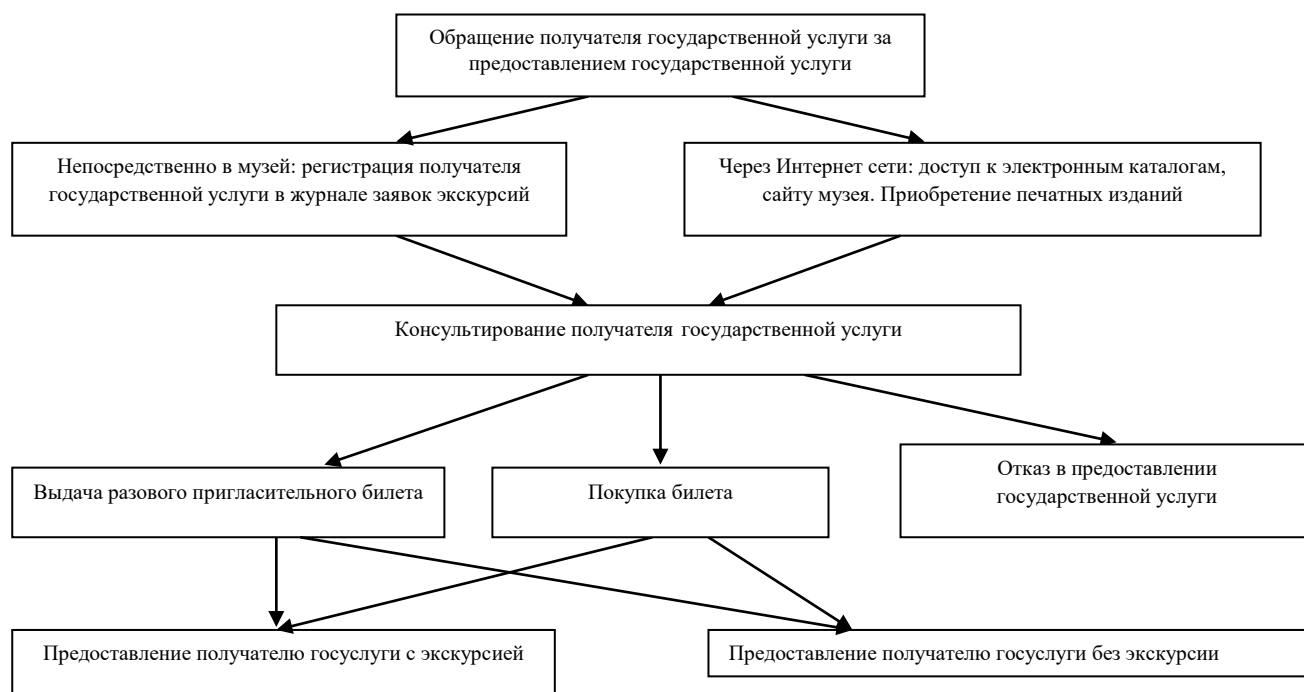 Обращение получателя государственной услуги за
предоставлением государственной услуги
Непосредственно в музей: регистрация получателя
государственной услуги в журнале заявок экскурсий
Через Интернет сети: доступ к электронным каталогам,
сайту музея. Приобретение печатных изданий
Консультирование получателя государственной услуги
Выдача разового пригласительного билета
Покупка билета
Отказ в предоставлении
государственной услуги
Предоставление получателю госуслуги с экскурсией
Предоставление получателю госуслуги без экскурсии